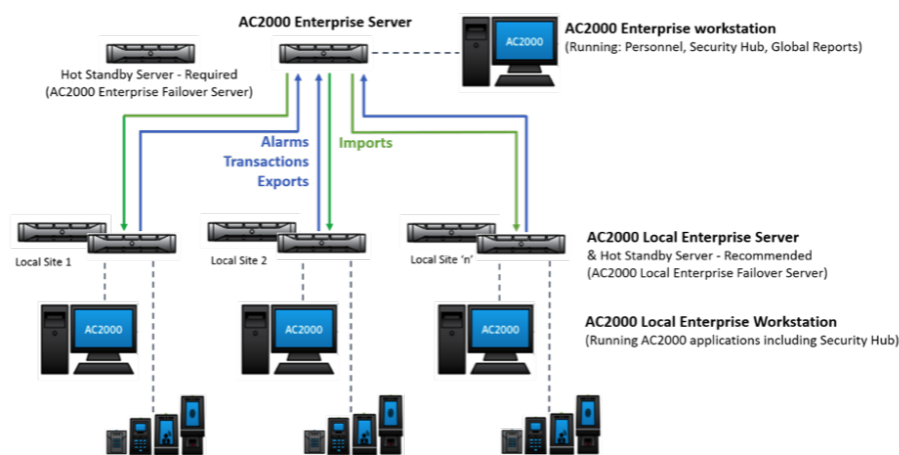 AC2000 Enterprise Server
AC2000 Enterprise workstation
(Running: Personnel, Security Hub, Global Reports)
AC2000
Hot Standby Server - Required
(AC2000 Enterprise Failover Server)
Alarms
Transactions
Exports
Imports
Local Site 1
Local Site 2
Local Site 'n'
AC2000 Local Enterprise Server
& Hot Standby Server - Recommended
(AC2000 Local Enterprise Failover Server)
AC2000
AC2000
AC2000
AC2000 Local Enterprise Workstation
(Running AC2000 applications including Security Hub)